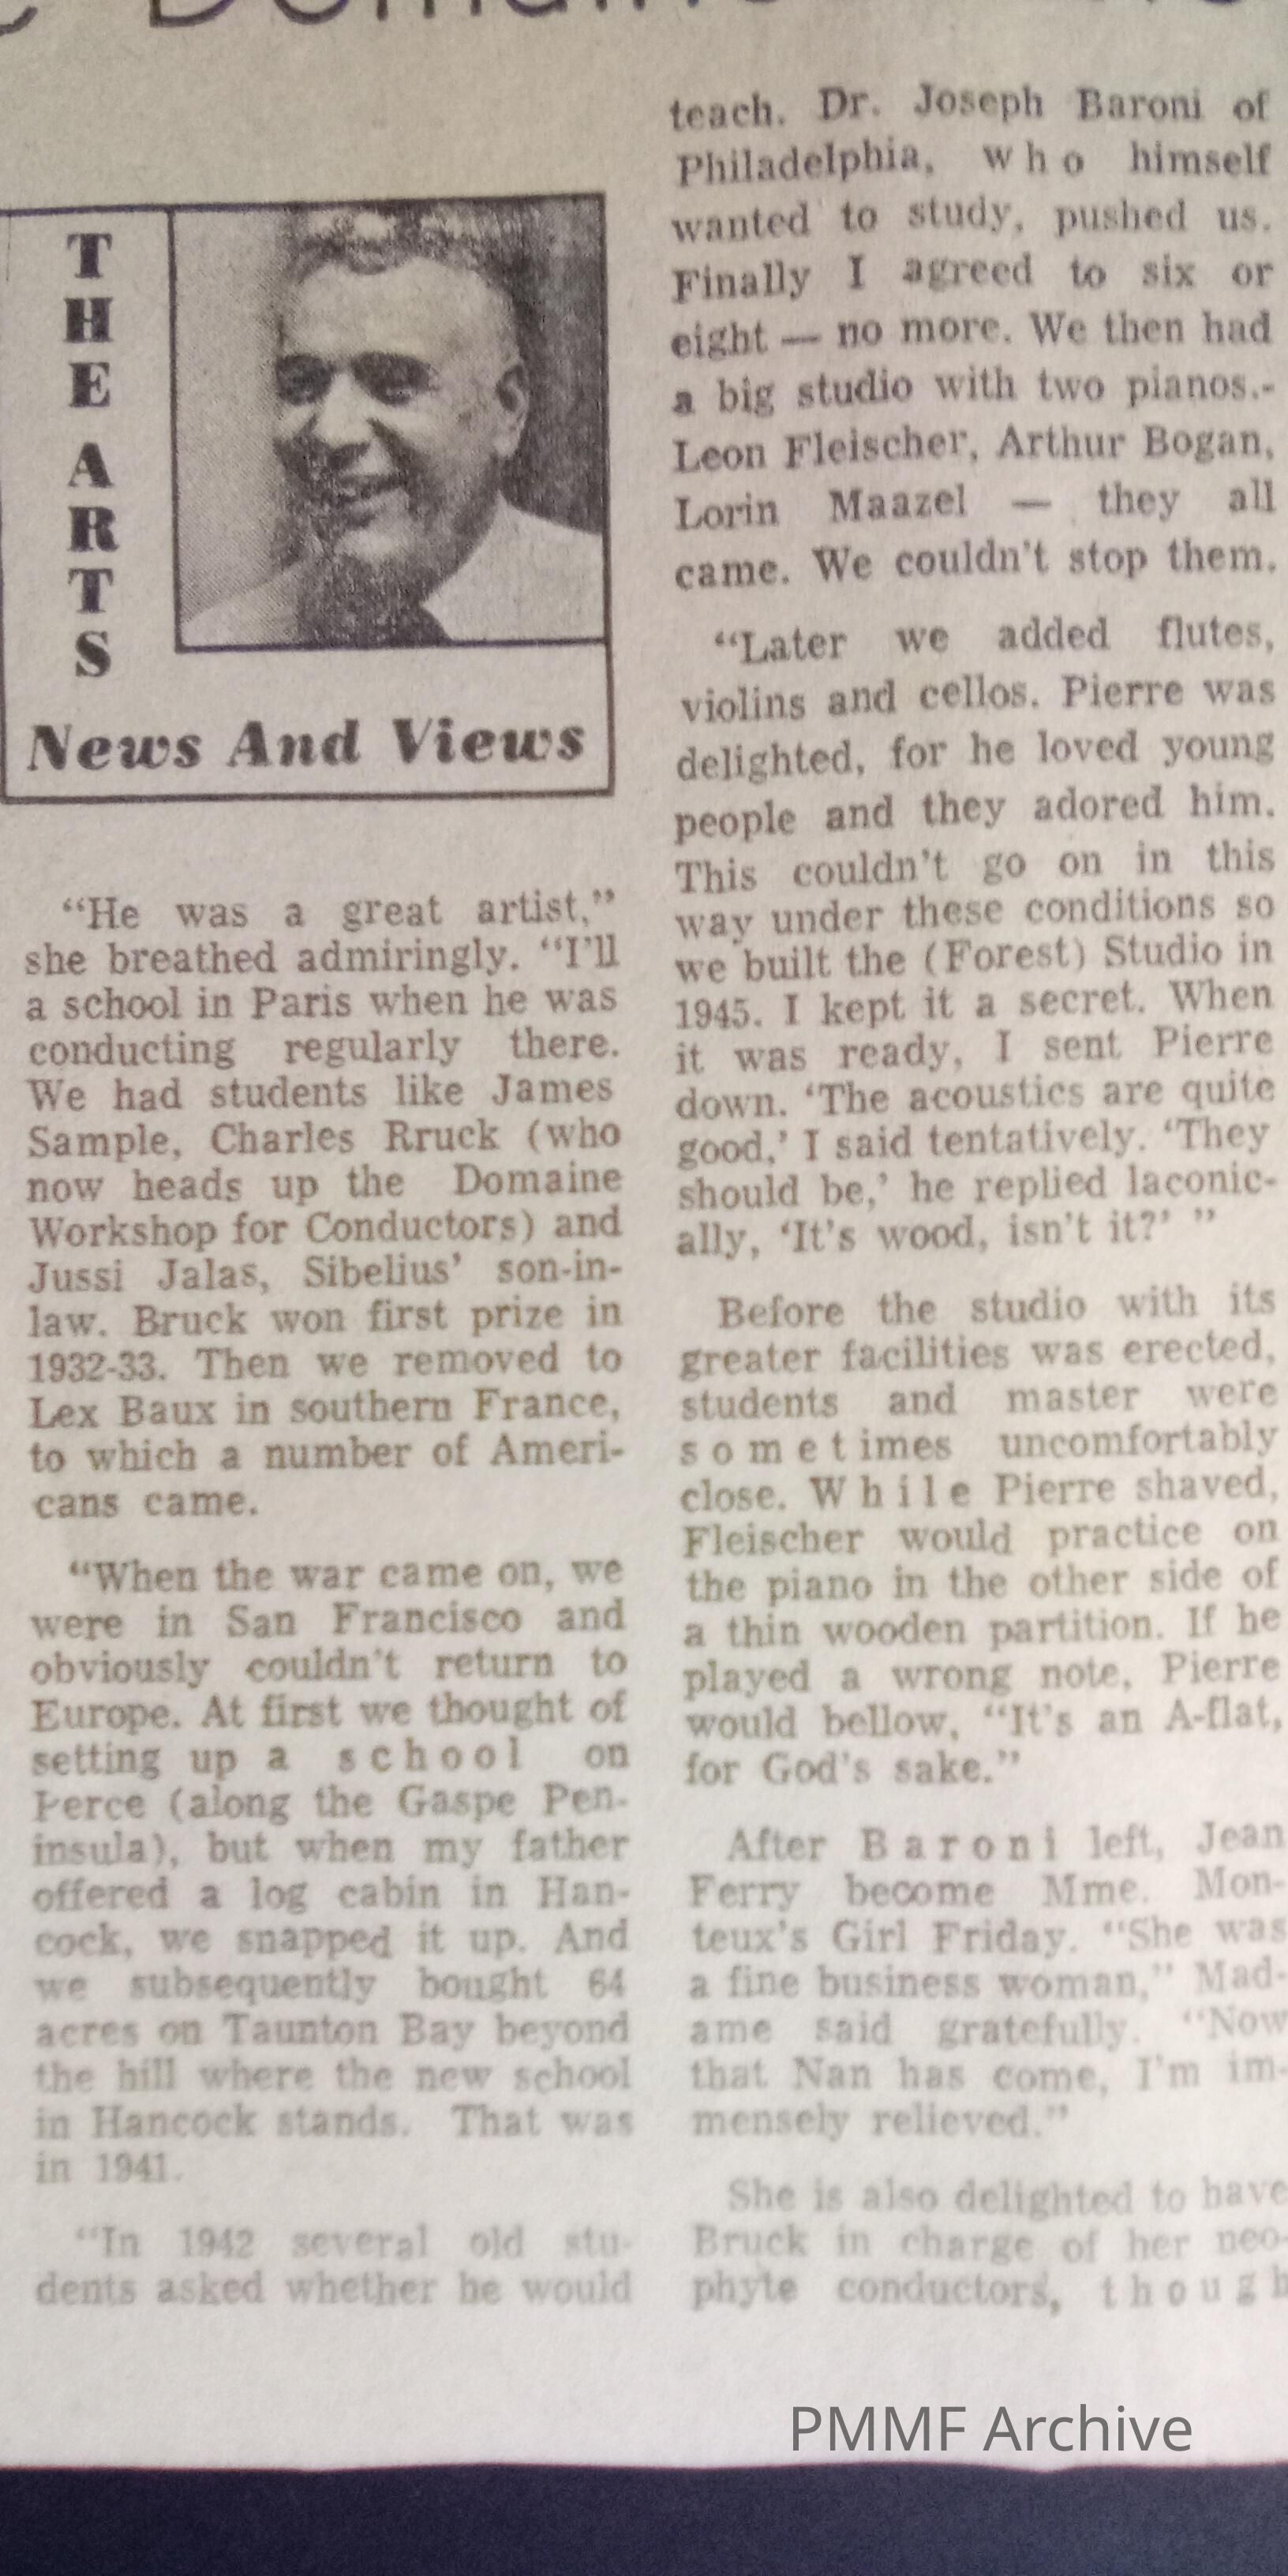 THE ARTS
News And Views
"He was a great artist,"
she breathed admiringly. "I'll
a school in Paris when he was
conducting regularly there.
We had students like James
Sample, Charles Rruck (who
now heads up the Domaine
Workshop for Conductors) and
Jussi Jalas, Sibelius' son-in-
law. Bruck won first prize in
1932-33. Then we removed to
Lex Baux in southern France,
to which a number of Ameri-
cans came.
"When the war came on, we
were in San Francisco and
obviously couldn't return to
Europe. At first we thought of
setting up a school on
Perce (along the Gaspe Pen-
insula), but when my father
offered a log cabin in Han-
cock, we snapped it up. And
we subsequently bought 64
acres on Taunton Bay beyond
the hill where the new school
in Hancock stands. That was
in 1941.
"In 1942 several old stu-
dents asked whether he would
teach. Dr. Joseph Baroni of
Philadelphia, who himself
wanted to study, pushed us.
Finally I agreed to six or
eight — no more. We then had
a big studio with two pianos.-
Leon Fleischer, Arthur Bogan,
Lorin Maazel — they all
came. We couldn't stop them.
"Later we added flutes,
violins and cellos. Pierre was
delighted, for he loved young
people and they adored him.
This couldn't go on in this
way under these conditions so
we built the (Forest) Studio in
1945. I kept it a secret. When
it was ready, I sent Pierre
down. 'The acoustics are quite
good,' I said tentatively. 'They
should be,' he replied laconic-
ally, 'It's wood, isn't it?' "
Before the studio with its
greater facilities was erected,
students and master were
sometimes uncomfortably
close. While Pierre shaved,
Fleischer would practice on
the piano in the other side of
a thin wooden partition. If he
played a wrong note, Pierre
would bellow, "It's an A-flat,
for God's sake."
After Baroni left, Jean
Ferry become Mme. Mon-
teux's Girl Friday. "She was
a fine business woman," Mad-
ame said gratefully. "Now
that Nan has come, I'm im-
mensely relieved."
She is also delighted to have
Bruck in charge of her neo-
phyte conductors, though
PMMF Archive